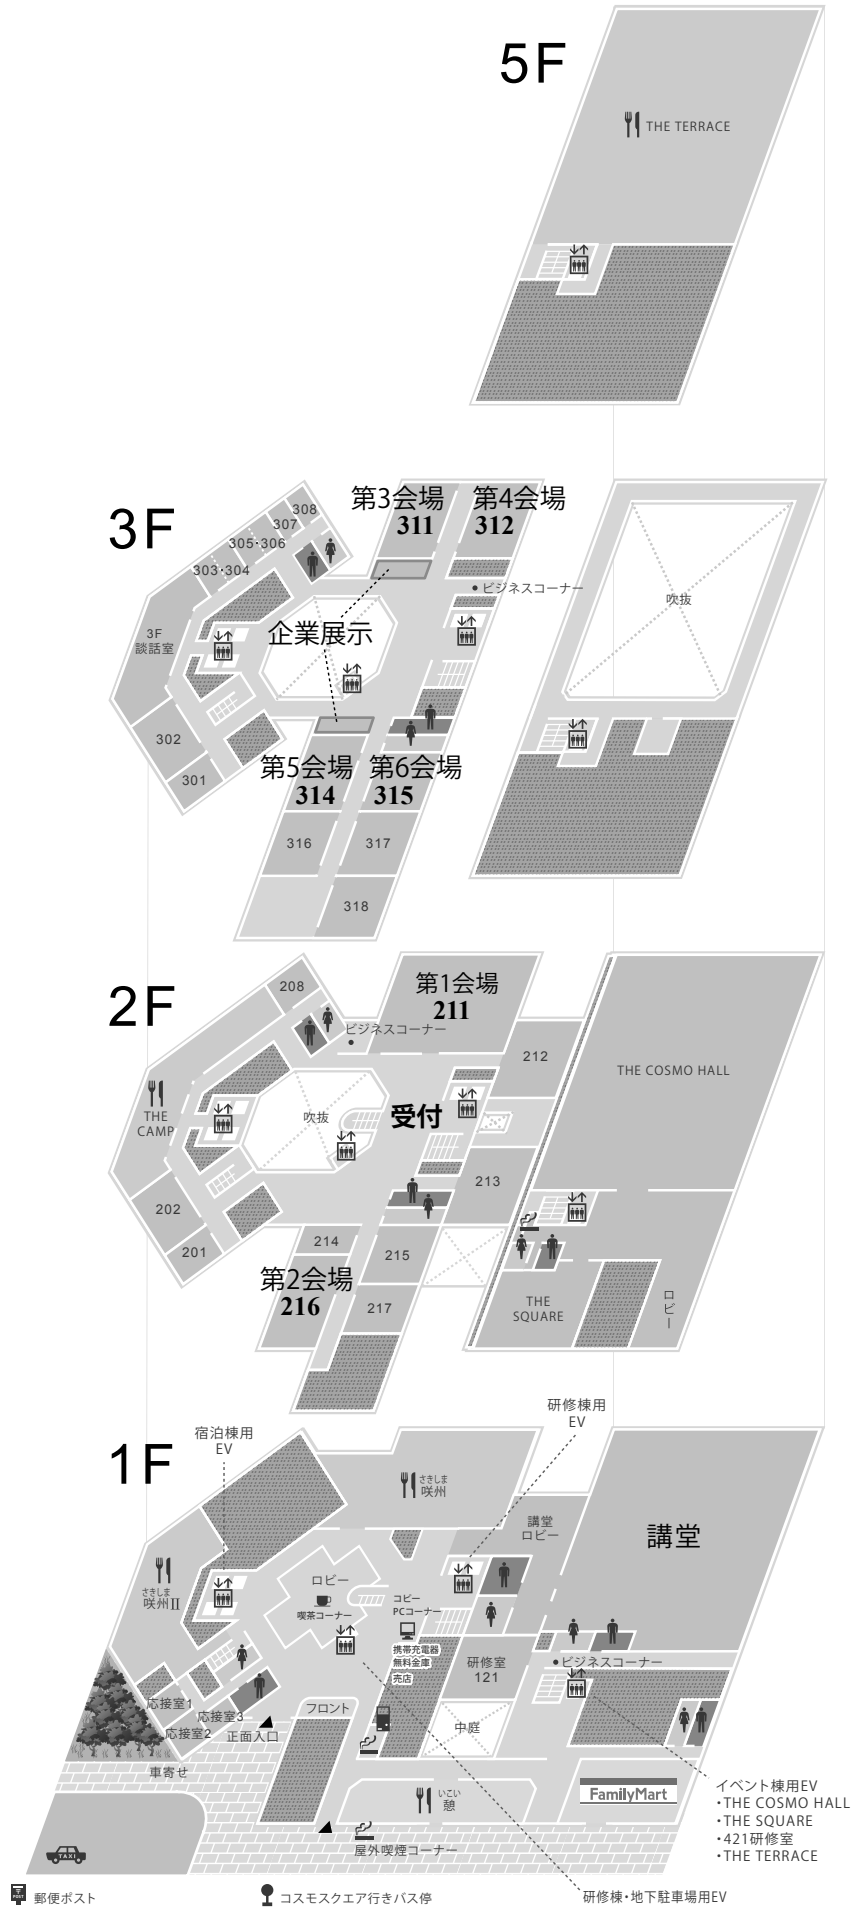 5F
THE TERRACE
3F
第3会場
311
第4会場
312
308
307
305・306
303・304
ビジネスコーナー
吹抜
企業展示
3F
談話室
302
301
第5会場
314
第6会場
315
316
317
318
2F
208
第1会場
211
ビジネスコーナー
212
THE COSMO HALL
THE
CAMP
吹抜
受付
202
201
213
214
215
第2会場
216
217
THE
SQUARE
ロビー
1F
宿泊棟用
EV
研修棟用
EV
さきしま
咲州
講堂
ロビー
講堂
さきしま
咲州Ⅱ
ロビー
喫茶コーナー
コピー
PCコーナー
携帯充電器
無料金庫
売店
研修室
121
ビジネスコーナー
応接室1
応接室2
応接室3
正面入口
フロント
中庭
車寄せ
いこい
憩
FamilyMart
イベント棟用EV
・THE COSMO HALL
・THE SQUARE
・421研修室
・THE TERRACE
屋外喫煙コーナー
TAXI
POST
郵便ポスト
コスモスクエア行きバス停
研修棟・地下駐車場用EV